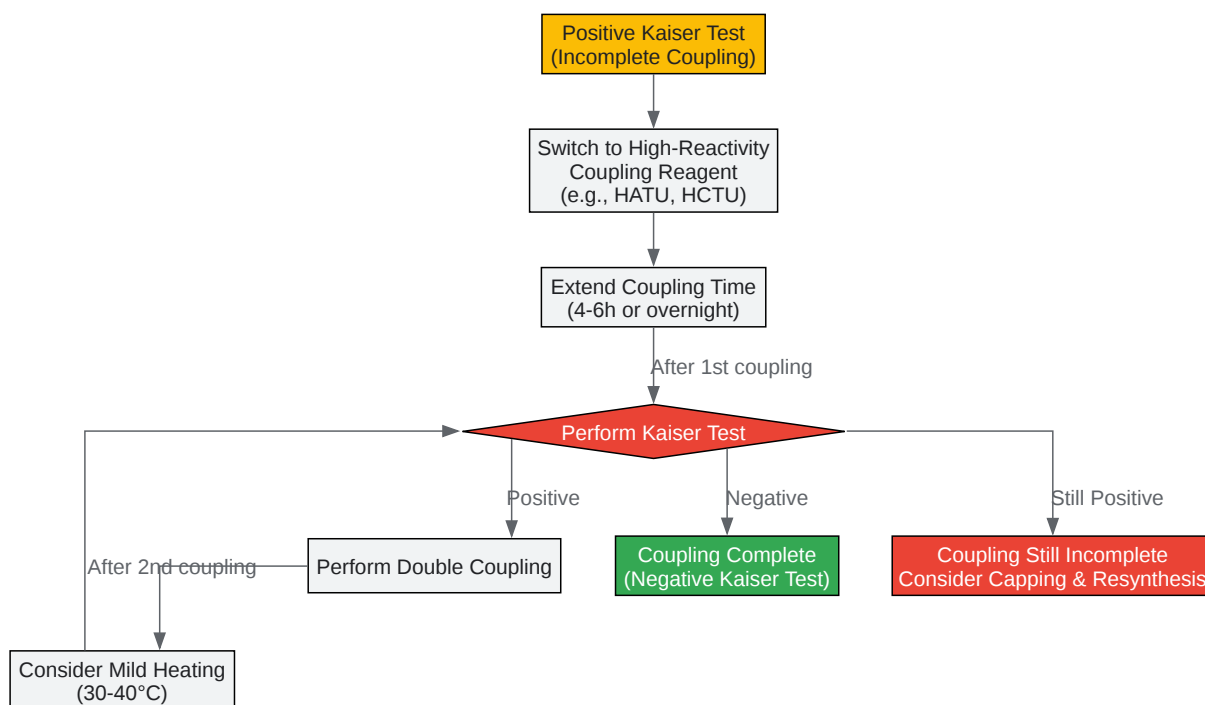 Positive Kaiser Test
(Incomplete Coupling)
Switch to High-Reactivity
Coupling Reagent
(e.g., HATU, HCTU)
Extend Coupling Time
(4-6h or overnight)
After 1st coupling
Perform Kaiser Test
Positive
Negative
Still Positive
After 2nd coupling
Perform Double Coupling
Coupling Complete
(Negative Kaiser Test)
Coupling Still Incomplete
Consider Capping & Resynthesis
Consider Mild Heating
(30-40°C)